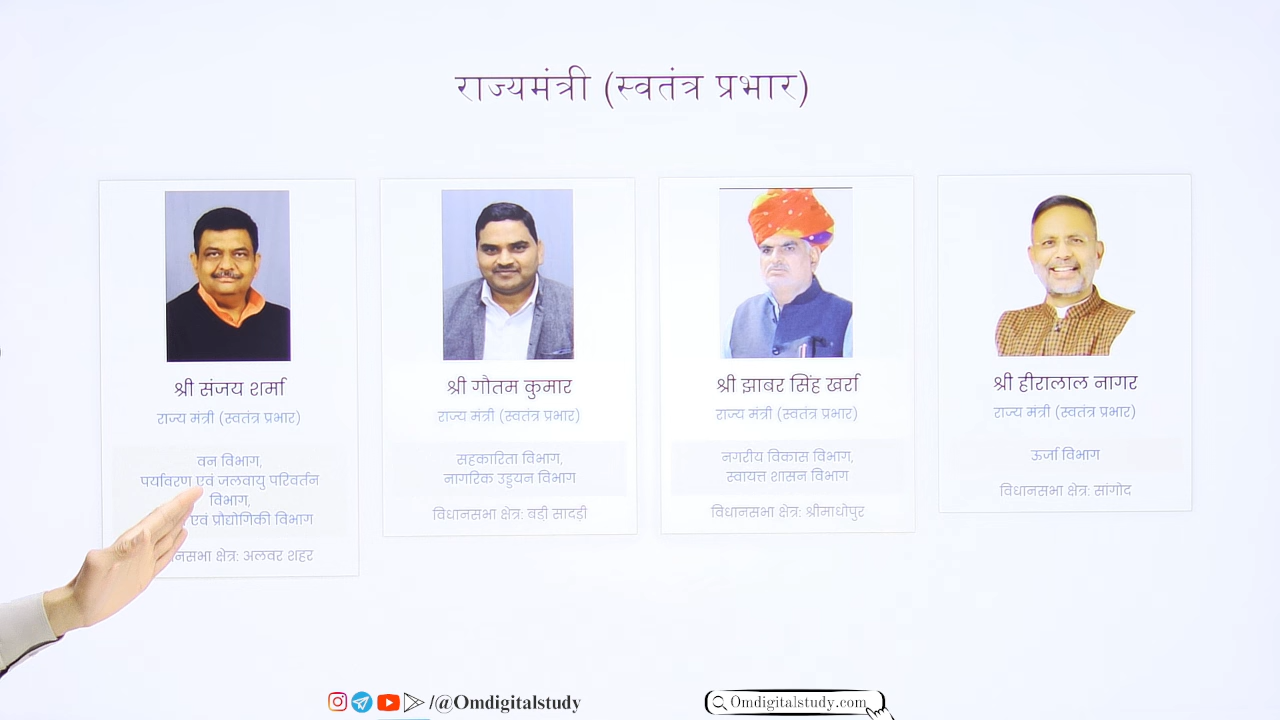 राज्यमंत्री (स्वतंत्र प्रभार)
श्री संजय शर्मा
राज्य मंत्री (स्वतंत्र प्रभार)
वन विभाग,
पर्यावरण एवं जलवायु परिवर्तन
विभाग,
एवं प्रौद्योगिकी विभाग
अलवर शहर
श्री गौतम कुमार
राज्य मंत्री (स्वतंत्र प्रभार)
सहकारिता विभाग,
नागरिक उड्डयन विभाग
विधानसभा क्षेत्र: बड़ी सादड़ी
श्री झाबर सिंह खर्रा
राज्य मंत्री (स्वतंत्र प्रभार)
नगरीय विकास विभाग,
स्वायत्त शासन विभाग
विधानसभा क्षेत्र: श्रीमाधोपुर
श्री हीरालाल नागर
राज्य मंत्री (स्वतंत्र प्रभार)
ऊर्जा विभाग
विधानसभा क्षेत्र: सांगोद
/@Omdigitalstudy
Omdigitalstudy.com